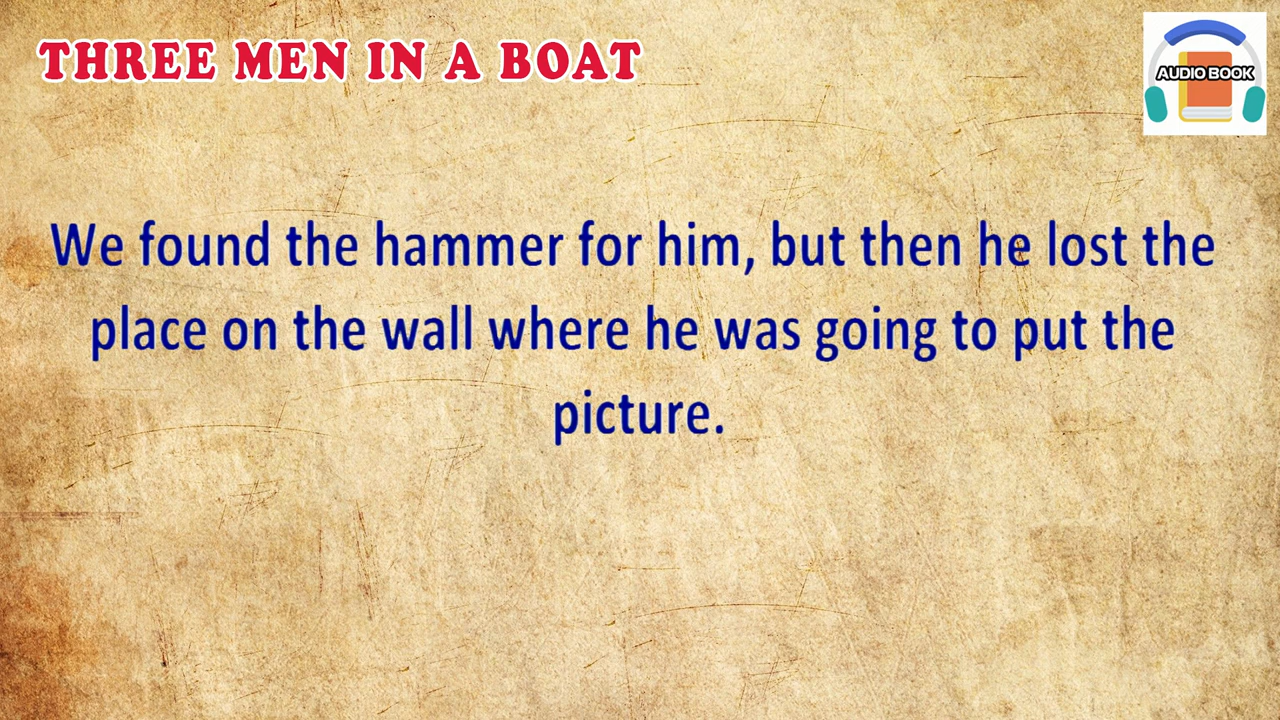 THREE MEN IN A BOAT
AUDIO BOOK
We found the hammer for him, but then he lost the
place on the wall where he was going to put the
picture.